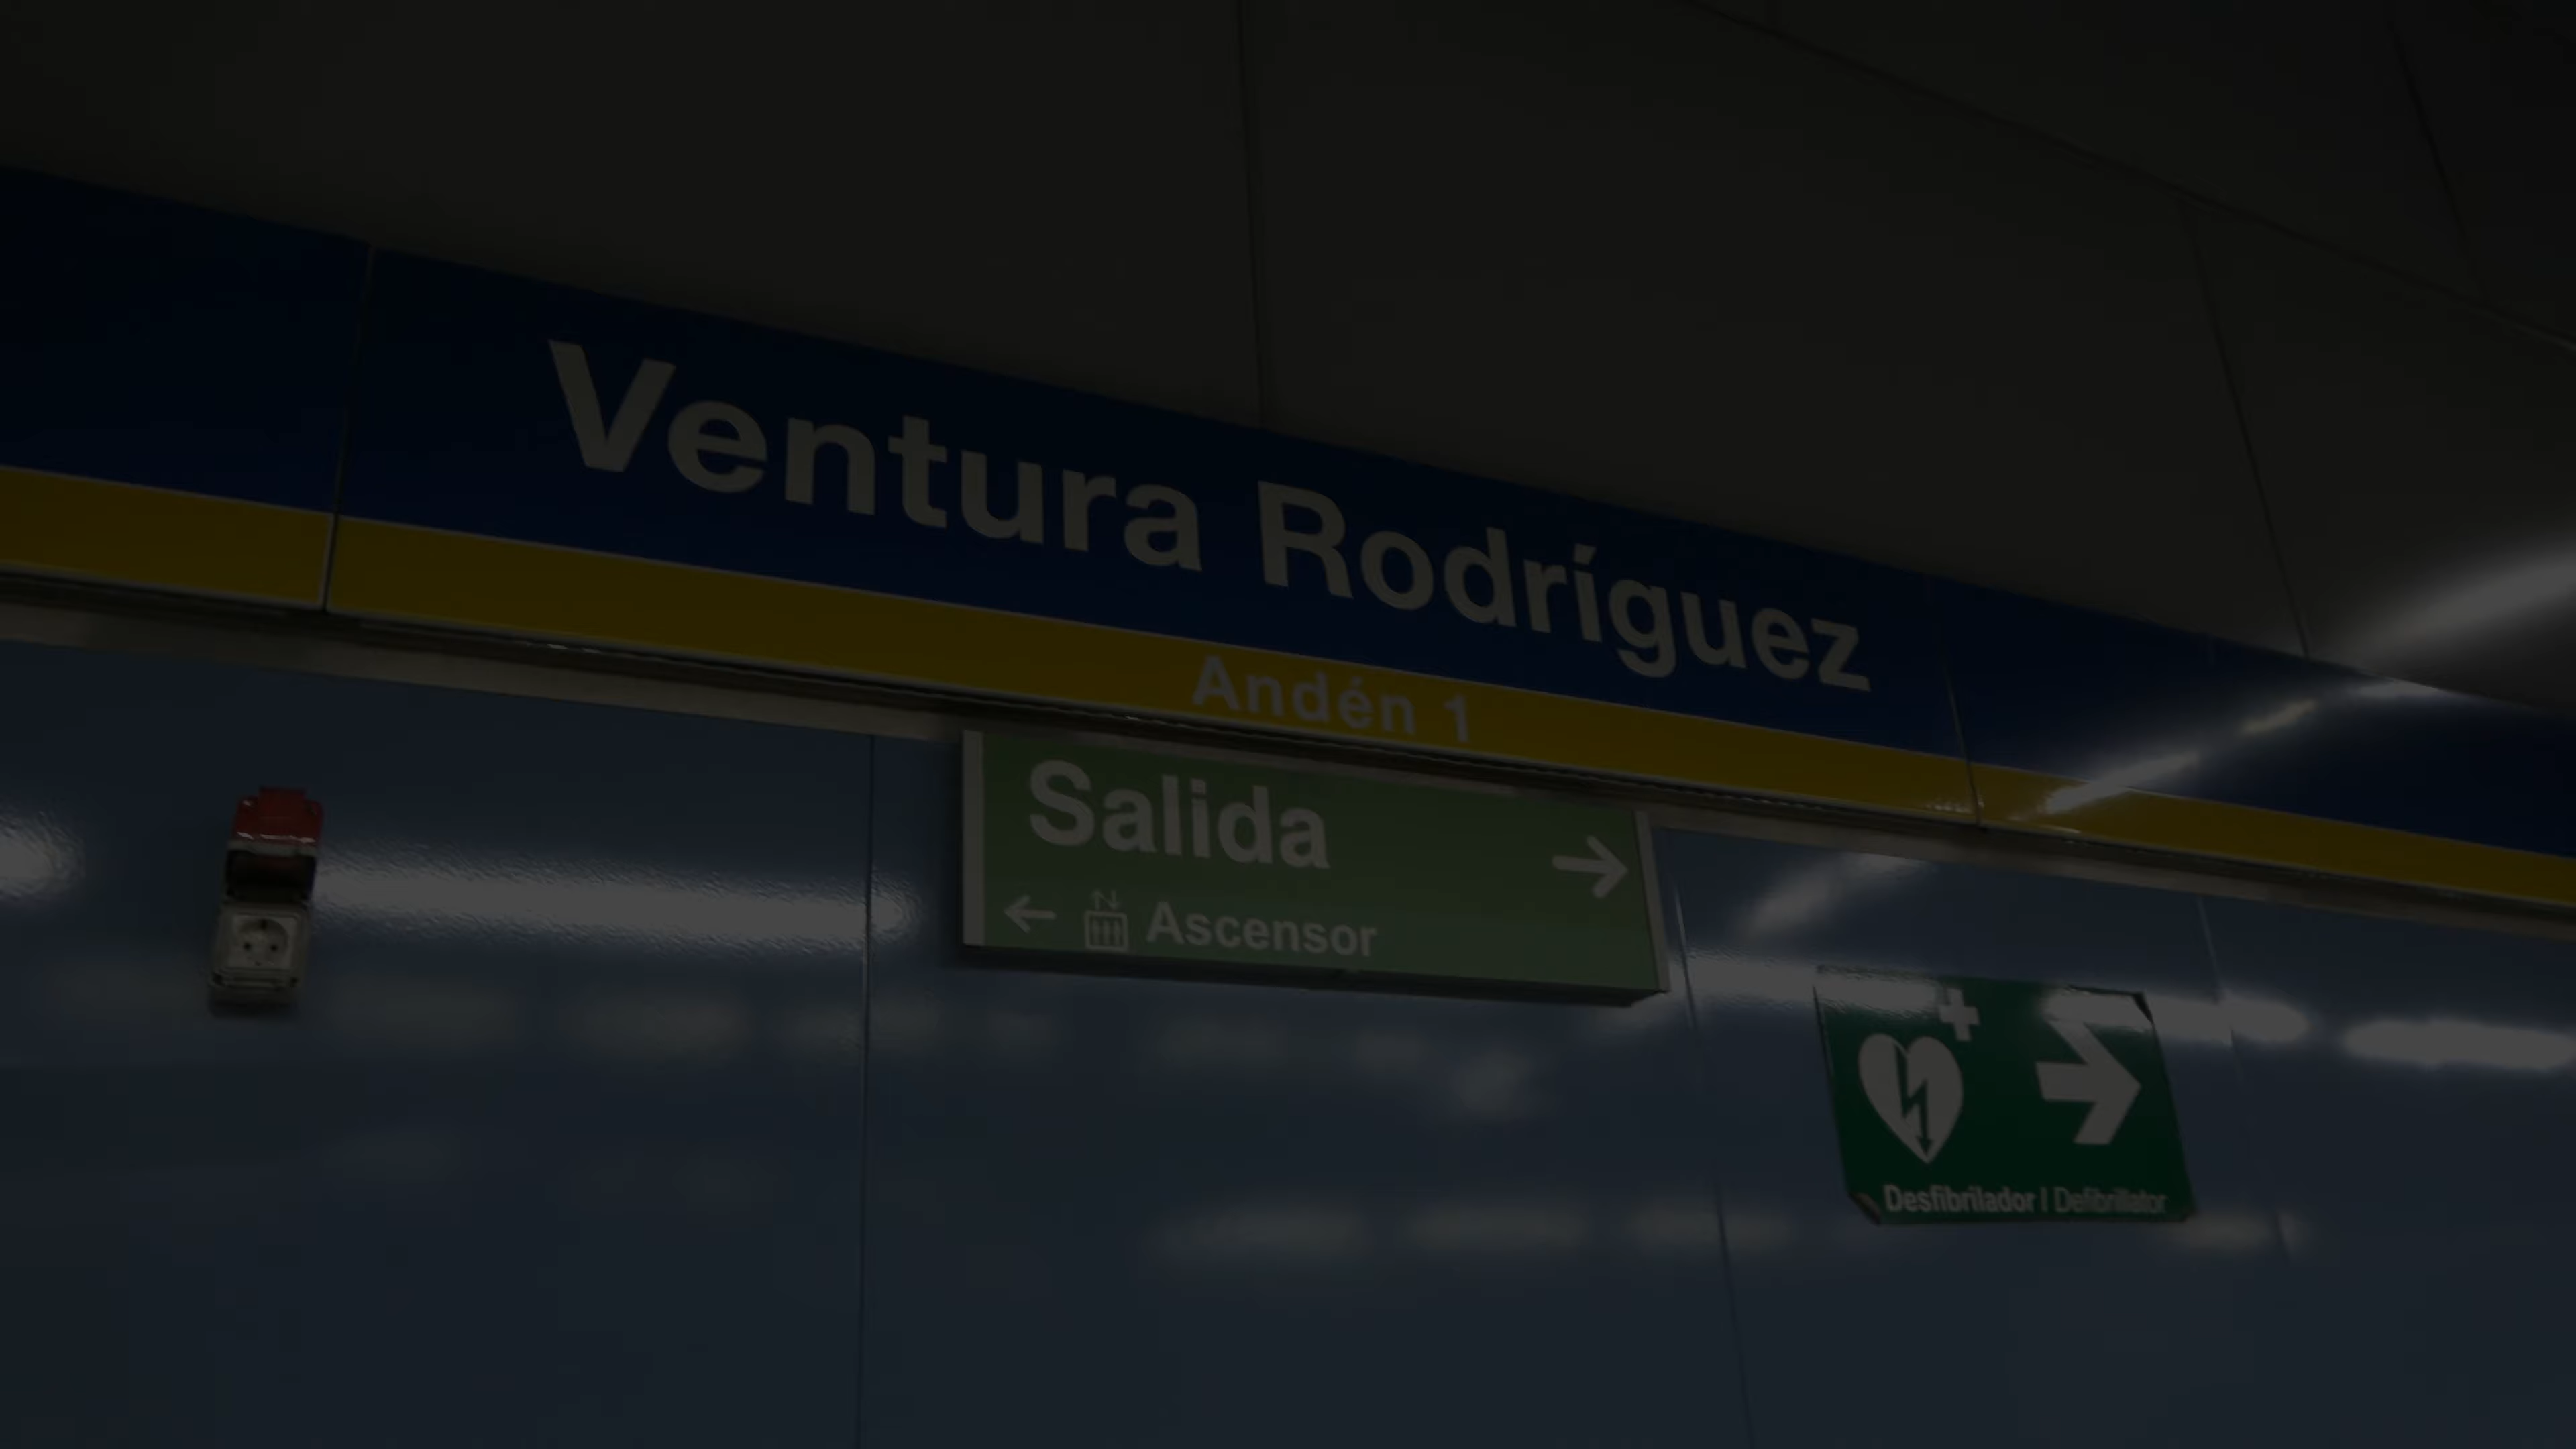 Ventura Rodríguez
Andén 1
Salida
Ascensor
Desfibrilador | Defibrillator